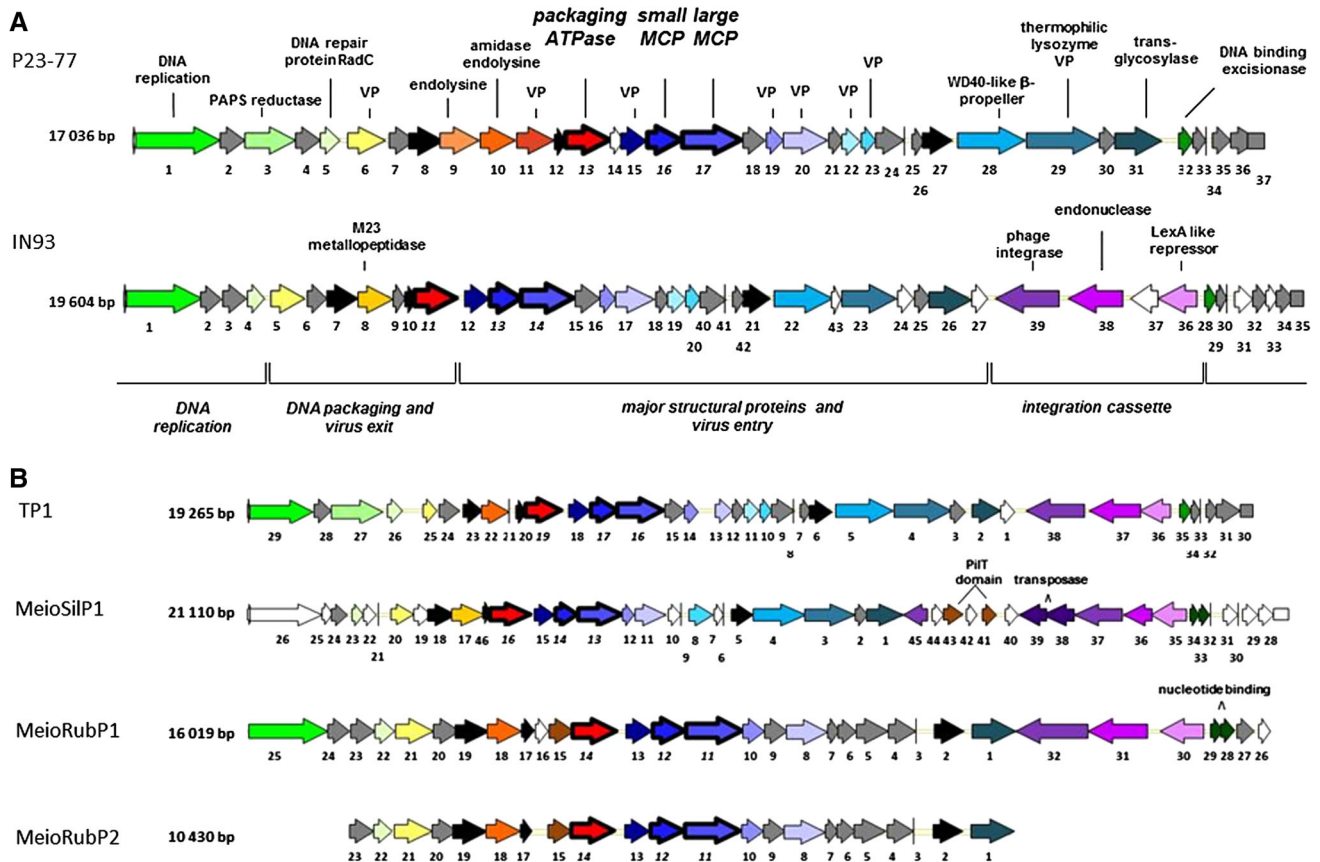 A
packaging small large
ATPase MCP MCP
P23-77
DNA
replication
PAPS reductase
DNA repair
protein RadC
VP
endolysine
amidase
endolysine
VP
VP
VP
VP
VP
VP
WD40-like β-
propeller
thermophilic
lysozyme
VP
trans-
glycosylase
DNA binding
excisionase
17 036 bp
1 2 3 4 5 6 7 8 9 10 11 12 13 14 15 16 17 18 19 20 21 22 23 24 25 27 28 29 30 31 32 33 35 36 37
26 34
IN93
M23
metallopeptidase
phage
integrase
endonuclease
LexA like
repressor
19 604 bp
1 2 3 4 5 6 7 8 9 10 11 12 13 14 15 16 17 18 19 40 41 21 22 43 23 24 25 26 27 39 38 37 36 28 30 32 34 35
20 42 29 31 33
DNA
replication
DNA packaging and
virus exit
major structural proteins and
virus entry
integration cassette
B
TP1
19 265 bp
29 28 27 26 25 24 23 22 21 20 19 18 17 16 15 14 13 12 11 10 9 7 6 5 4 3 2 1 38 37 36 35 33 31 30
8 34 32
MeioSilP1
PilT
domain
transposase
21 110 bp
26 25 24 23 22 20 19 18 17 46 16 15 14 13 12 11 10 8 7 5 4 3 2 1 45 44 43 42 41 40 39 38 37 36 35 34 32 31 29 28
21 9 6 33 30
MeioRubP1
nucleotide binding
16 019 bp
25 24 23 22 21 20 19 18 17 16 15 14 13 12 11 10 9 8 7 6 5 4 3 2 1 32 31 30 29 28 27 26
MeioRubP2
10 430 bp
23 22 21 20 19 18 17 15 14 13 12 11 10 9 8 7 6 5 4 3 2 1